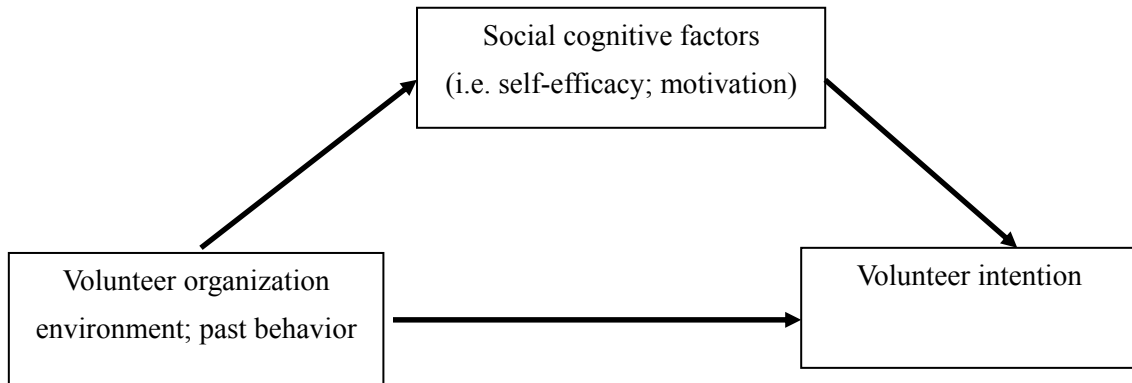 Social cognitive factors
(i.e. self-efficacy; motivation)
Volunteer organization
environment; past behavior
Volunteer intention